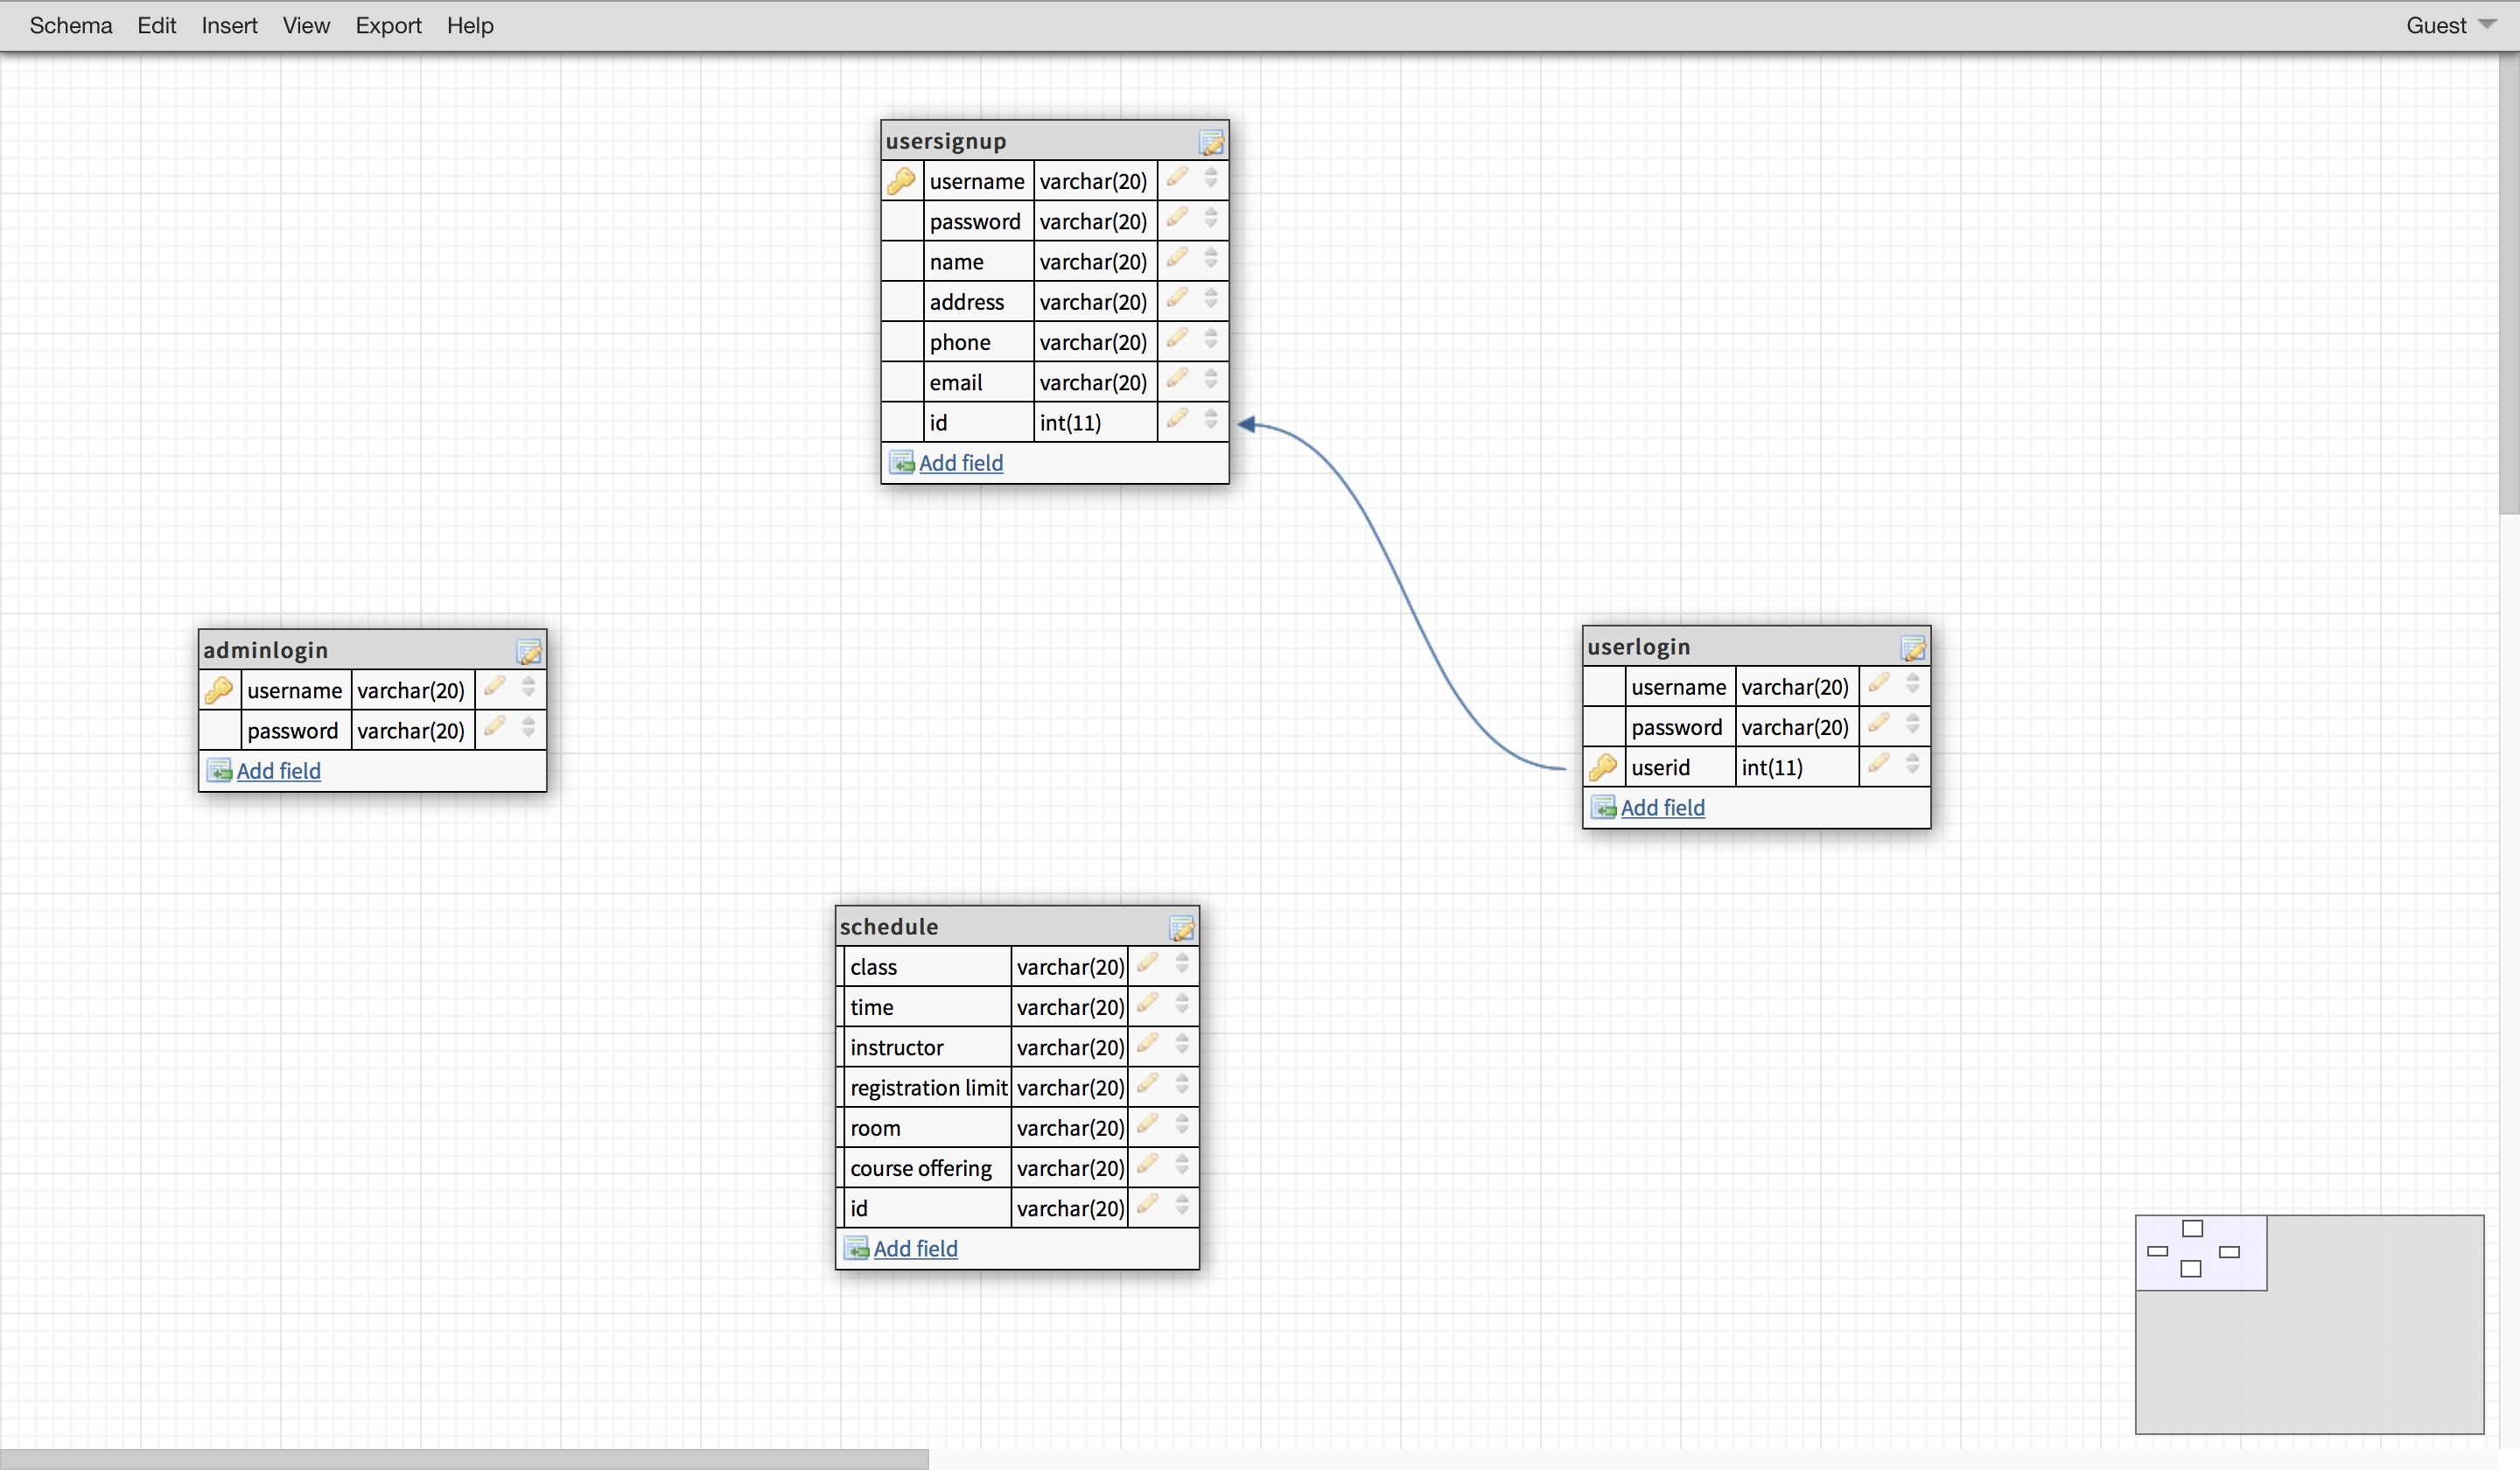 Schema Edit Insert View Export Help Guest
usersignup
username varchar(20)
password varchar(20)
name varchar(20)
address varchar(20)
phone varchar(20)
email varchar(20)
id int(11)
Add field
adminlogin
username varchar(20)
password varchar(20)
Add field
userlogin
username varchar(20)
password varchar(20)
userid int(11)
Add field
schedule
class varchar(20)
time varchar(20)
instructor varchar(20)
registration limit varchar(20)
room varchar(20)
course offering varchar(20)
id varchar(20)
Add field